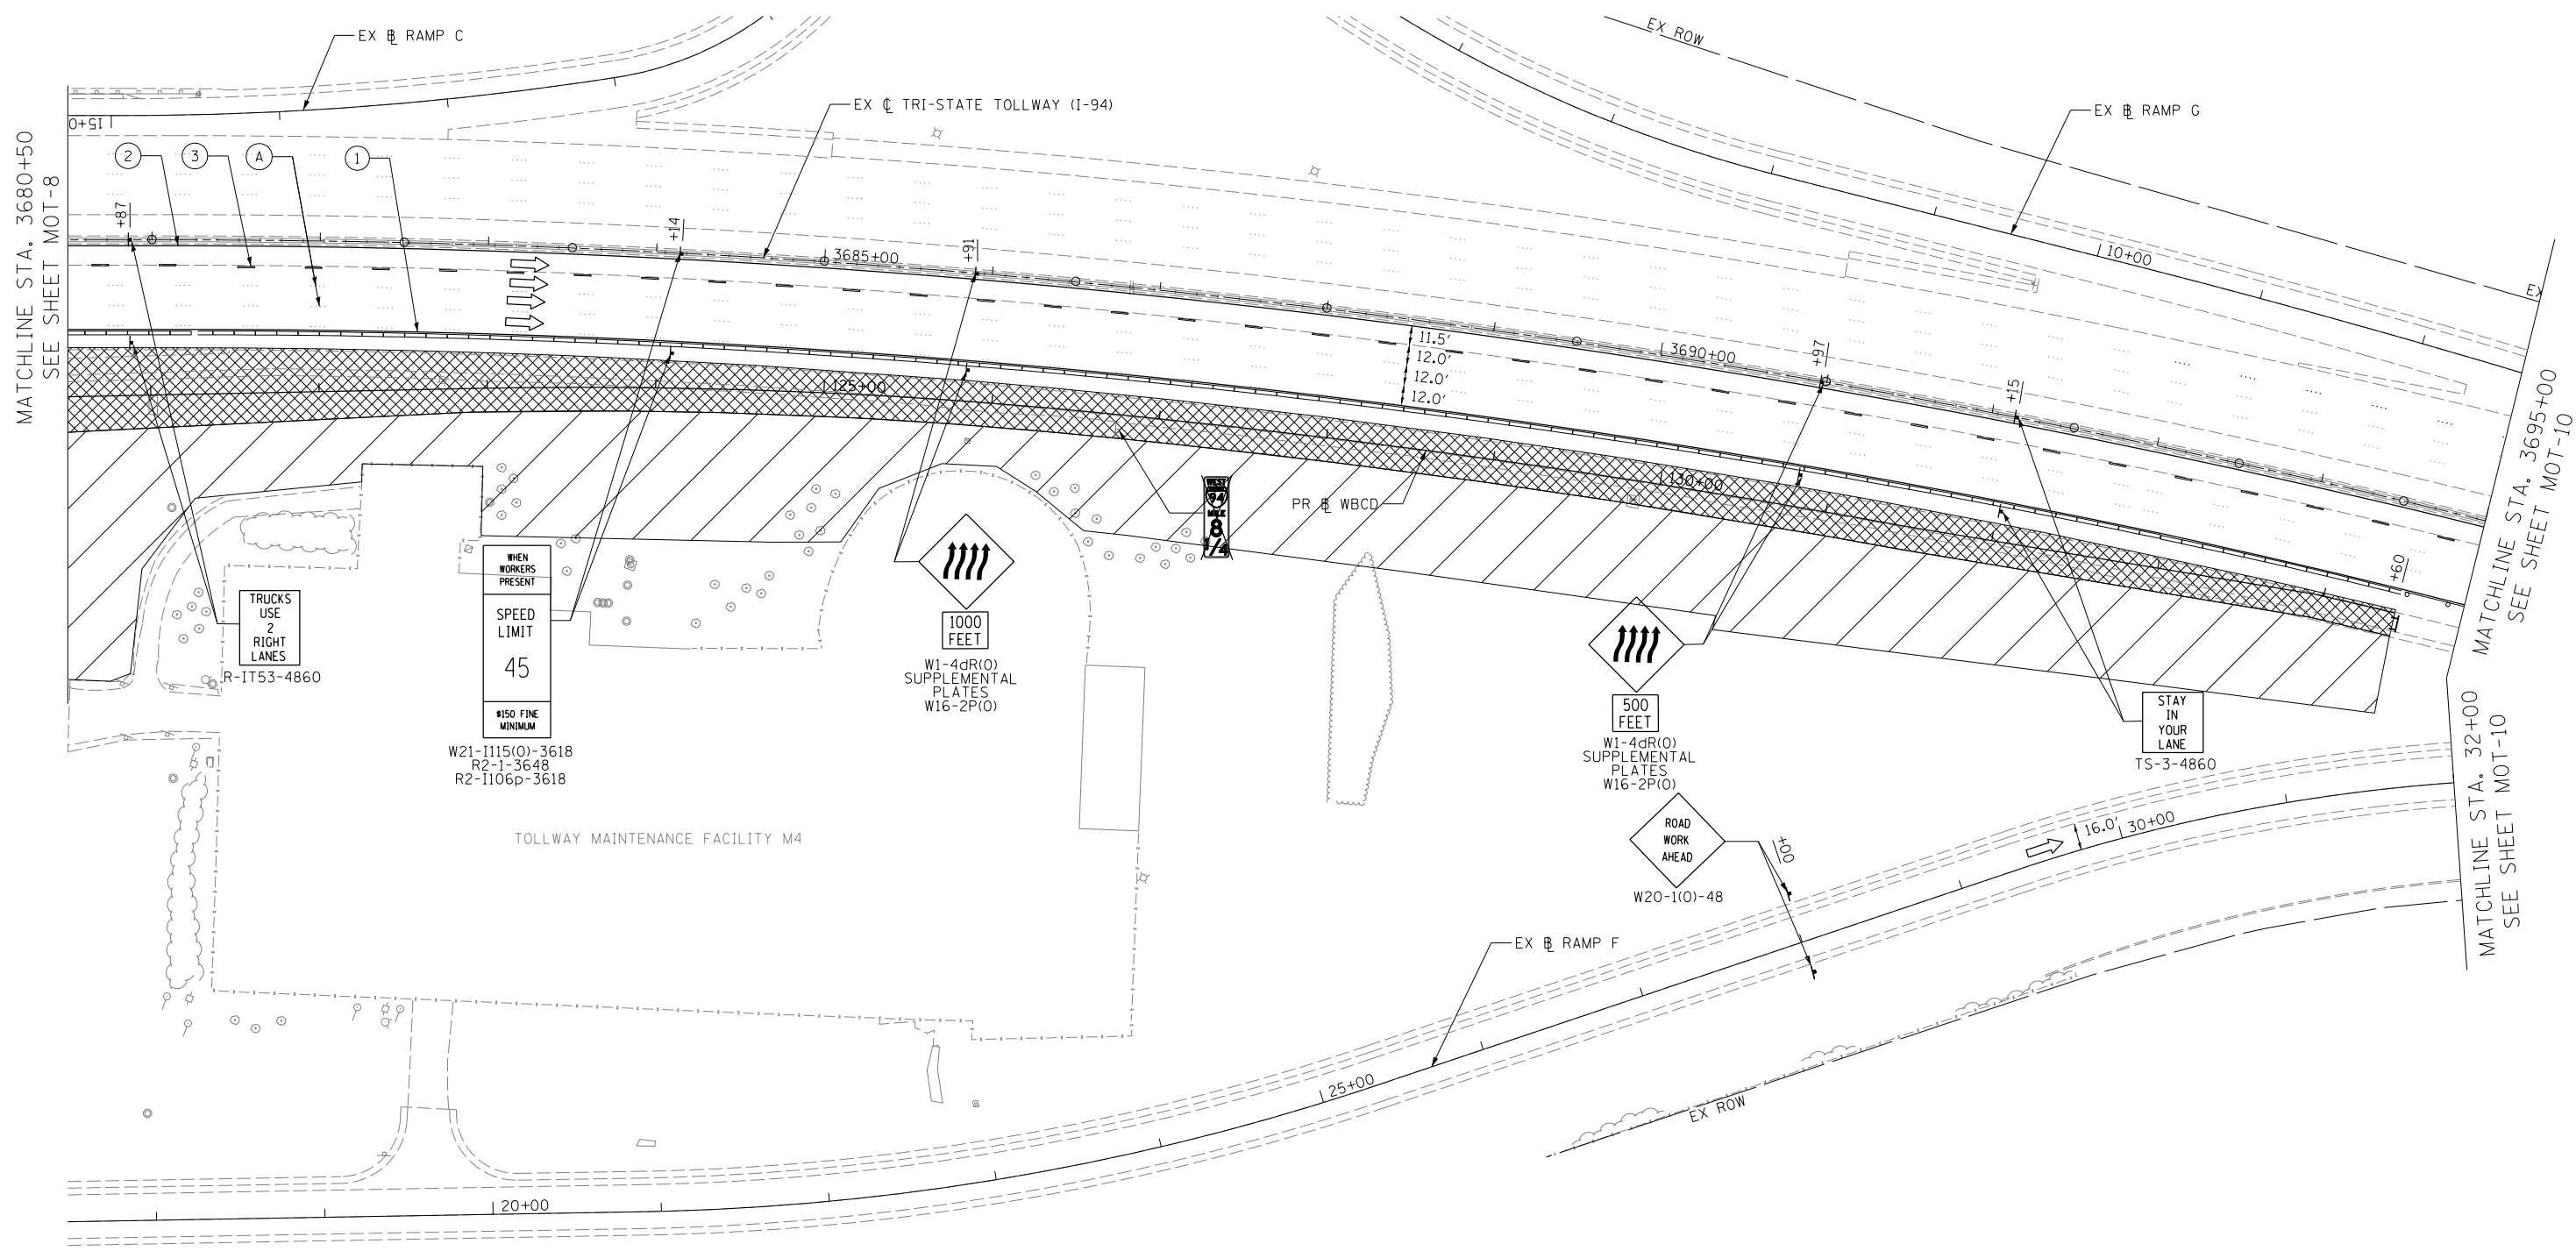 EX ROW
EX ℄ RAMP C
EX ℄ TRI-STATE TOLLWAY (I-94)
EX ℄ RAMP G
MATCHLINE STA. 3680+50
SEE SHEET MOT-8
15+0
2
3
A
1
+87
+14
+91
3685+00
11.5'
12.0'
12.0'
12.0'
3690+00
+97
+15
10+00
EX
MATCHLINE STA. 3695+00
SEE SHEET MOT-10
125+00
130+00
+60
PR ℄ WBCD
WEST
94
MILE
8
1/4
TRUCKS
USE
2
RIGHT
LANES
R-IT53-4860
WHEN
WORKERS
PRESENT
SPEED
LIMIT
45
$150 FINE
MINIMUM
W21-I115(O)-3618
R2-1-3648
R2-I106p-3618
1000
FEET
W1-4dR(O)
SUPPLEMENTAL
PLATES
W16-2P(O)
500
FEET
W1-4dR(O)
SUPPLEMENTAL
PLATES
W16-2P(O)
STAY
IN
YOUR
LANE
TS-3-4860
MATCHLINE STA. 32+00
SEE SHEET MOT-10
ROAD
WORK
AHEAD
W20-1(O)-48
+00
16.0'
30+00
TOLLWAY MAINTENANCE FACILITY M4
EX ℄ RAMP F
25+00
EX ROW
20+00